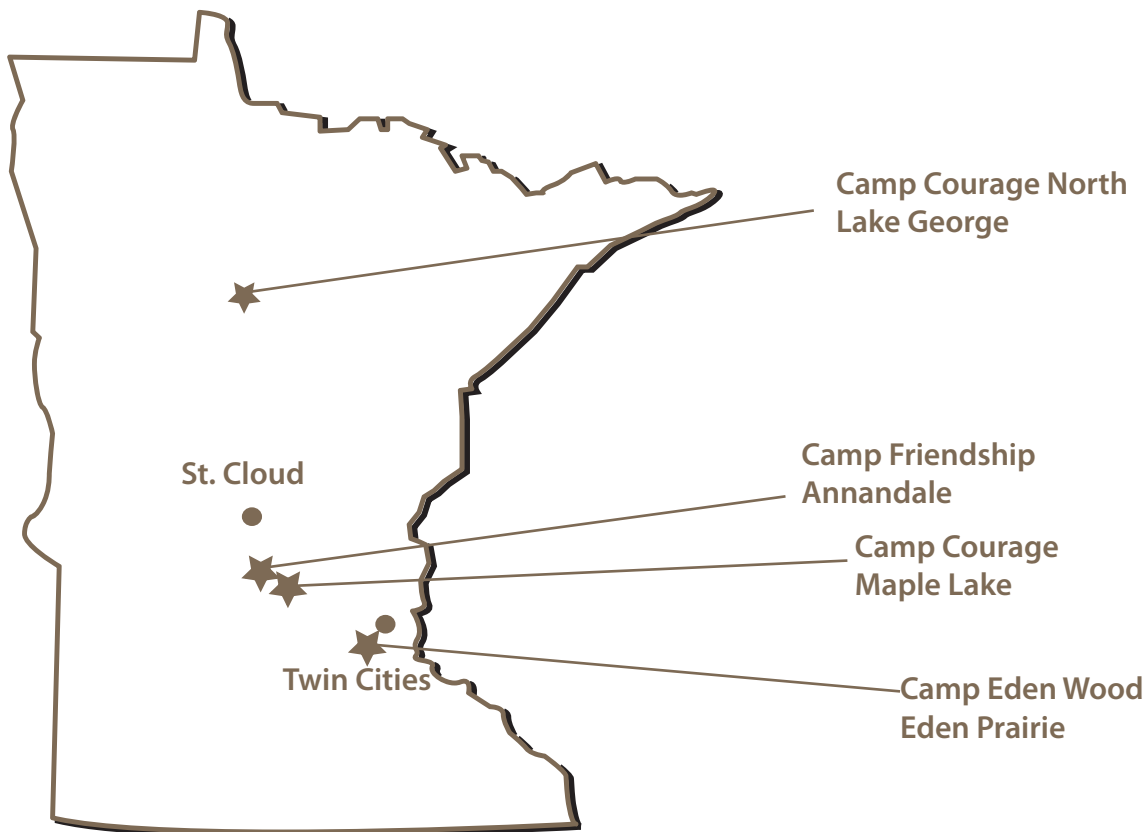 Camp Courage North
Lake George
St. Cloud
Camp Friendship
Annandale
Camp Courage
Maple Lake
Twin Cities
Camp Eden Wood
Eden Prairie